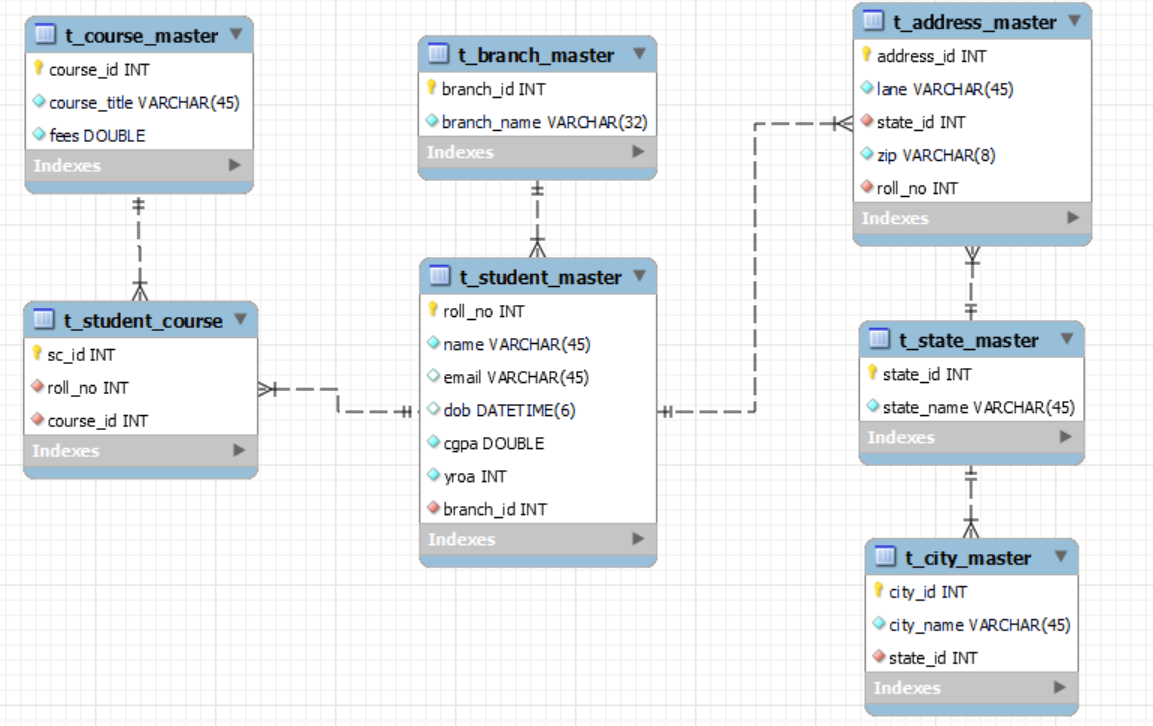 t_course_master
course_id INT
course_title VARCHAR(45)
fees DOUBLE
Indexes
t_branch_master
branch_id INT
branch_name VARCHAR(32)
Indexes
t_address_master
address_id INT
lane VARCHAR(45)
state_id INT
zip VARCHAR(8)
roll_no INT
Indexes
t_student_course
sc_id INT
roll_no INT
course_id INT
Indexes
t_student_master
roll_no INT
name VARCHAR(45)
email VARCHAR(45)
dob DATETIME(6)
cgpa DOUBLE
yroa INT
branch_id INT
Indexes
t_state_master
state_id INT
state_name VARCHAR(45)
Indexes
t_city_master
city_id INT
city_name VARCHAR(45)
state_id INT
Indexes